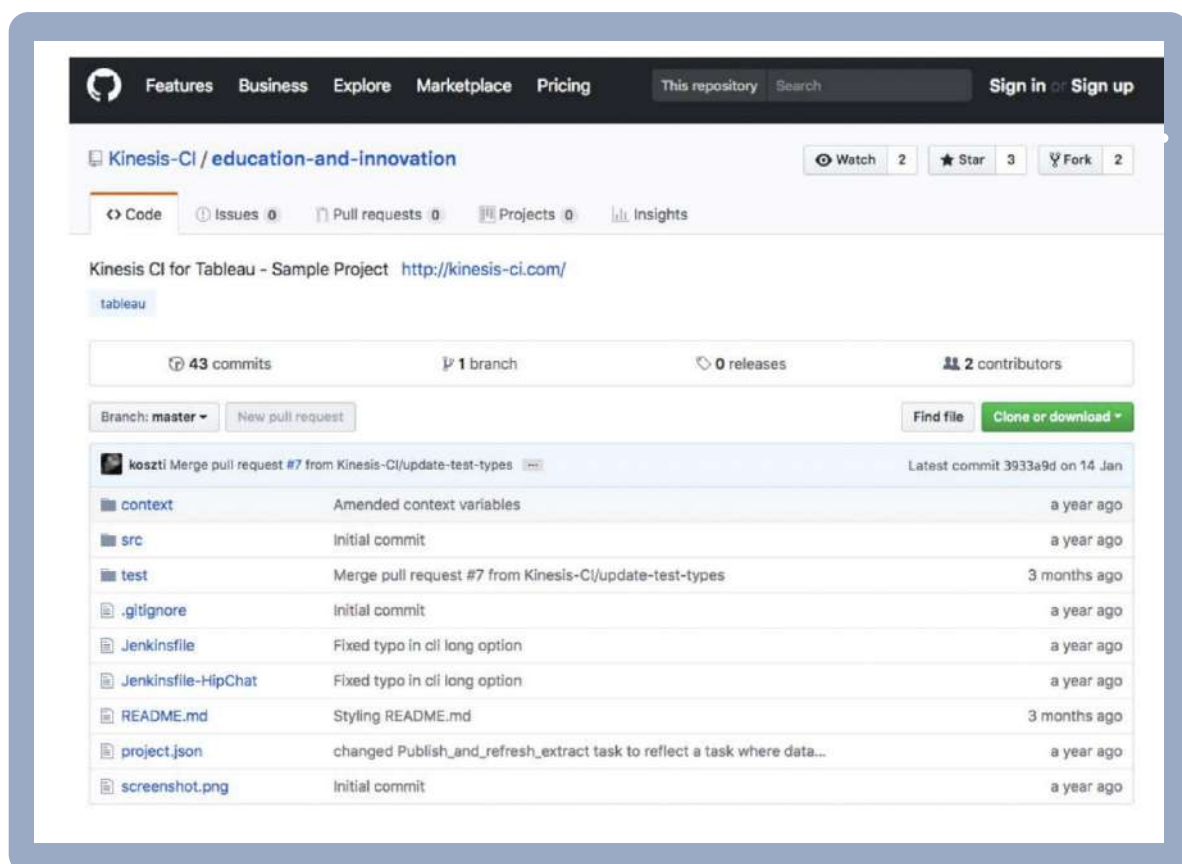 Features Business Explore Marketplace Pricing This repository Search Sign in or Sign up
Kinesis-CI / education-and-innovation Watch 2 Star 3 Fork 2
<> Code Issues 0 Pull requests 0 Projects 0 Insights
Kinesis CI for Tableau - Sample Project http://kinesis-ci.com/
tableau
43 commits 1 branch 0 releases 2 contributors
Branch: master New pull request Find file Clone or download
koszti Merge pull request #7 from Kinesis-CI/update-test-types ... Latest commit 3933a9d on 14 Jan
context Amended context variables a year ago
src Initial commit a year ago
test Merge pull request #7 from Kinesis-CI/update-test-types 3 months ago
.gitignore Initial commit a year ago
Jenkinsfile Fixed typo in cli long option a year ago
Jenkinsfile-HipChat Fixed typo in cli long option a year ago
README.md Styling README.md 3 months ago
project.json changed Publish_and_refresh_extract task to reflect a task where data... a year ago
screenshot.png Initial commit a year ago